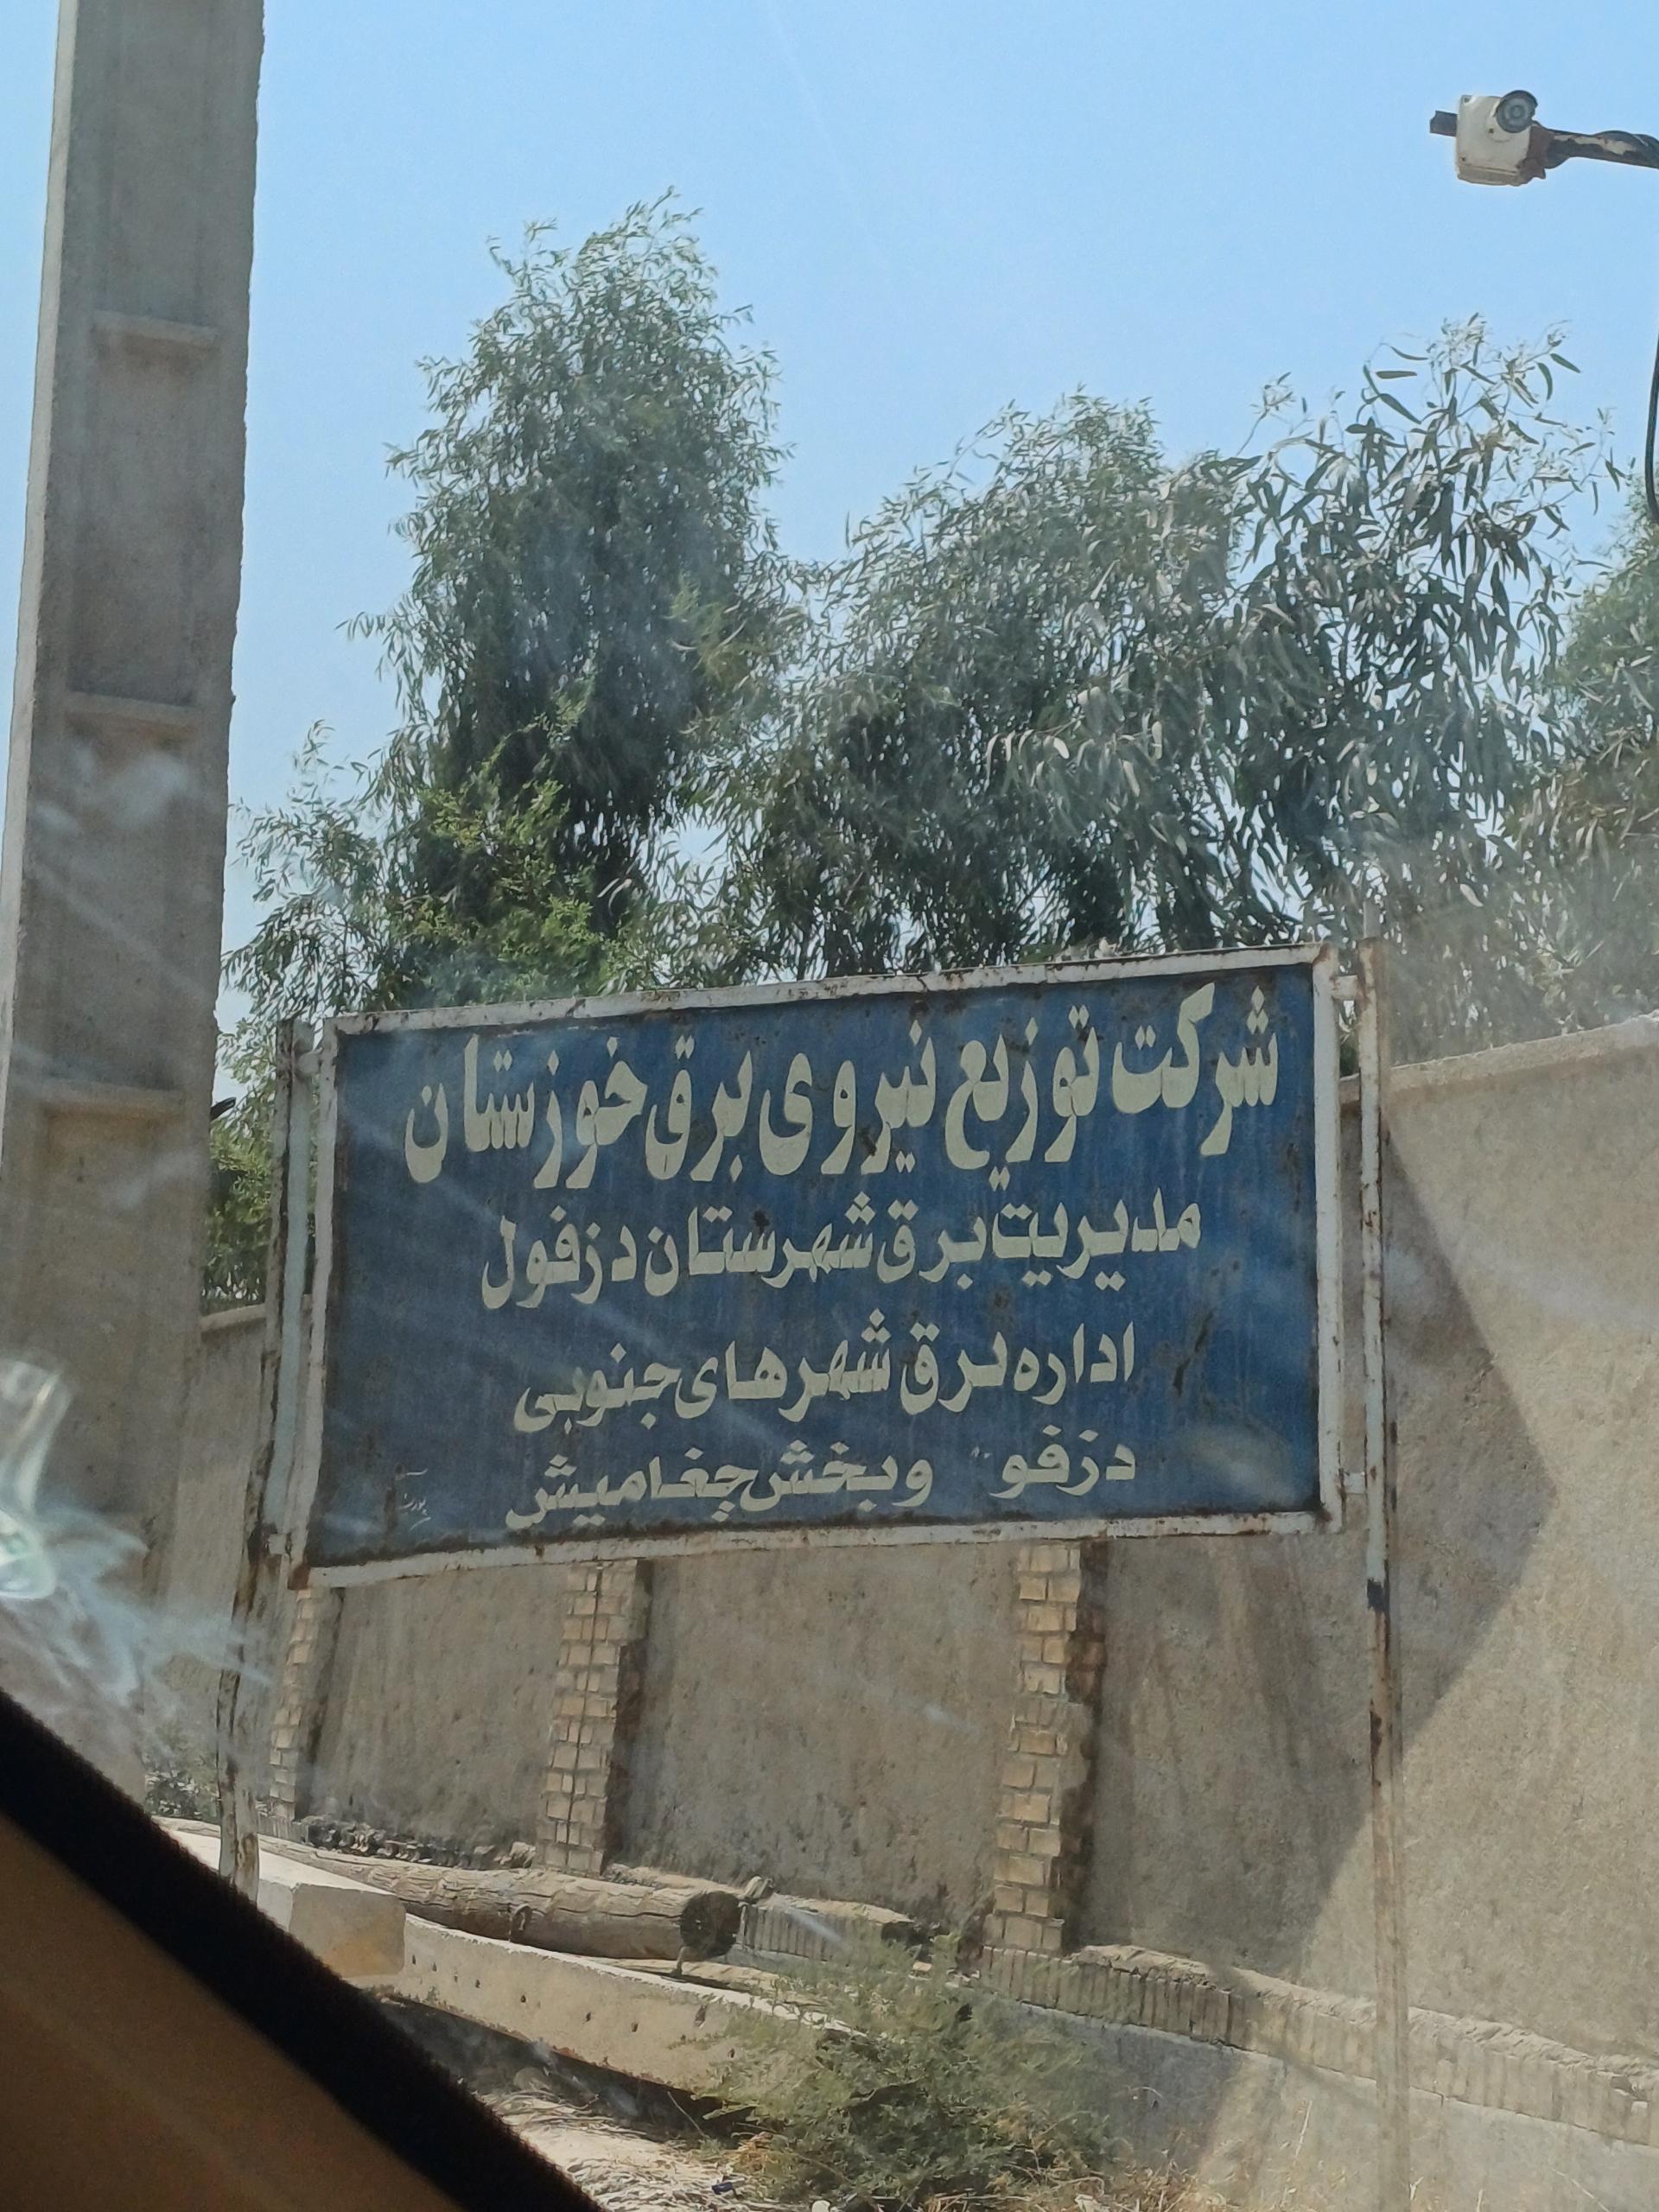 شرکت توزیع نیروی برق خوزستان
مدیریت برق شهرستان دزفول
اداره برق شهرهای جنوبی
دزفو وبخش چغامیش